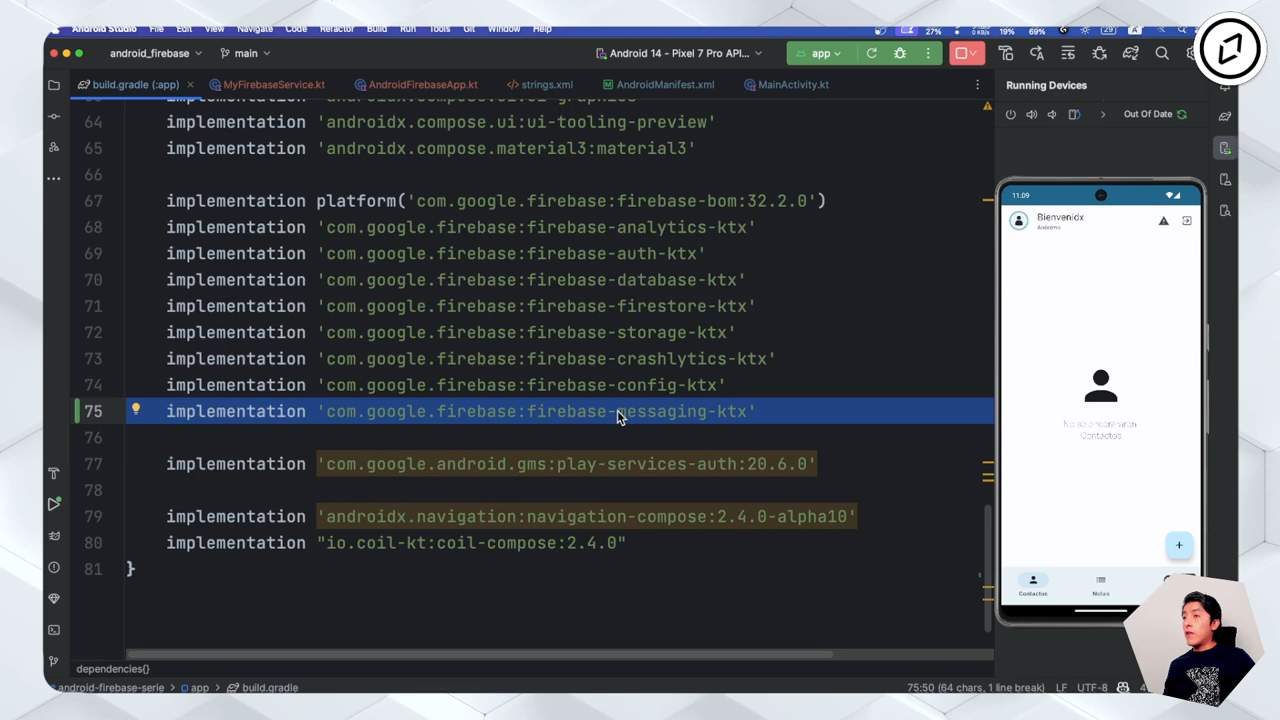 Android Studio File Edit View Navigate Code Refactor Build Run Tools Git Window Help
27% 19% 69%
android_firebase main Android 14 - Pixel 7 Pro API... app
build.gradle (:app) MyFirebaseService.kt AndroidFirebaseApp.kt strings.xml AndroidManifest.xml MainActivity.kt
Running Devices
Out Of Date
64 implementation 'androidx.compose.ui:ui-tooling-preview'
65 implementation 'androidx.compose.material3:material3'
66
67 implementation platform('com.google.firebase:firebase-bom:32.2.0')
68 implementation 'com.google.firebase:firebase-analytics-ktx'
69 implementation 'com.google.firebase:firebase-auth-ktx'
70 implementation 'com.google.firebase:firebase-database-ktx'
71 implementation 'com.google.firebase:firebase-firestore-ktx'
72 implementation 'com.google.firebase:firebase-storage-ktx'
73 implementation 'com.google.firebase:firebase-crashlytics-ktx'
74 implementation 'com.google.firebase:firebase-config-ktx'
75 implementation 'com.google.firebase:firebase-messaging-ktx'
76
77 implementation 'com.google.android.gms:play-services-auth:20.6.0'
78
79 implementation 'androidx.navigation:navigation-compose:2.4.0-alpha10'
80 implementation "io.coil-kt:coil-compose:2.4.0"
81 }
dependencies{}
android-firebase-serie app build.gradle
75:50 (64 chars, 1 line break) LF UTF-8
11:09
Bienvenidx
Anónimo
No se encontraron
Contactos
+
Contactos Notas